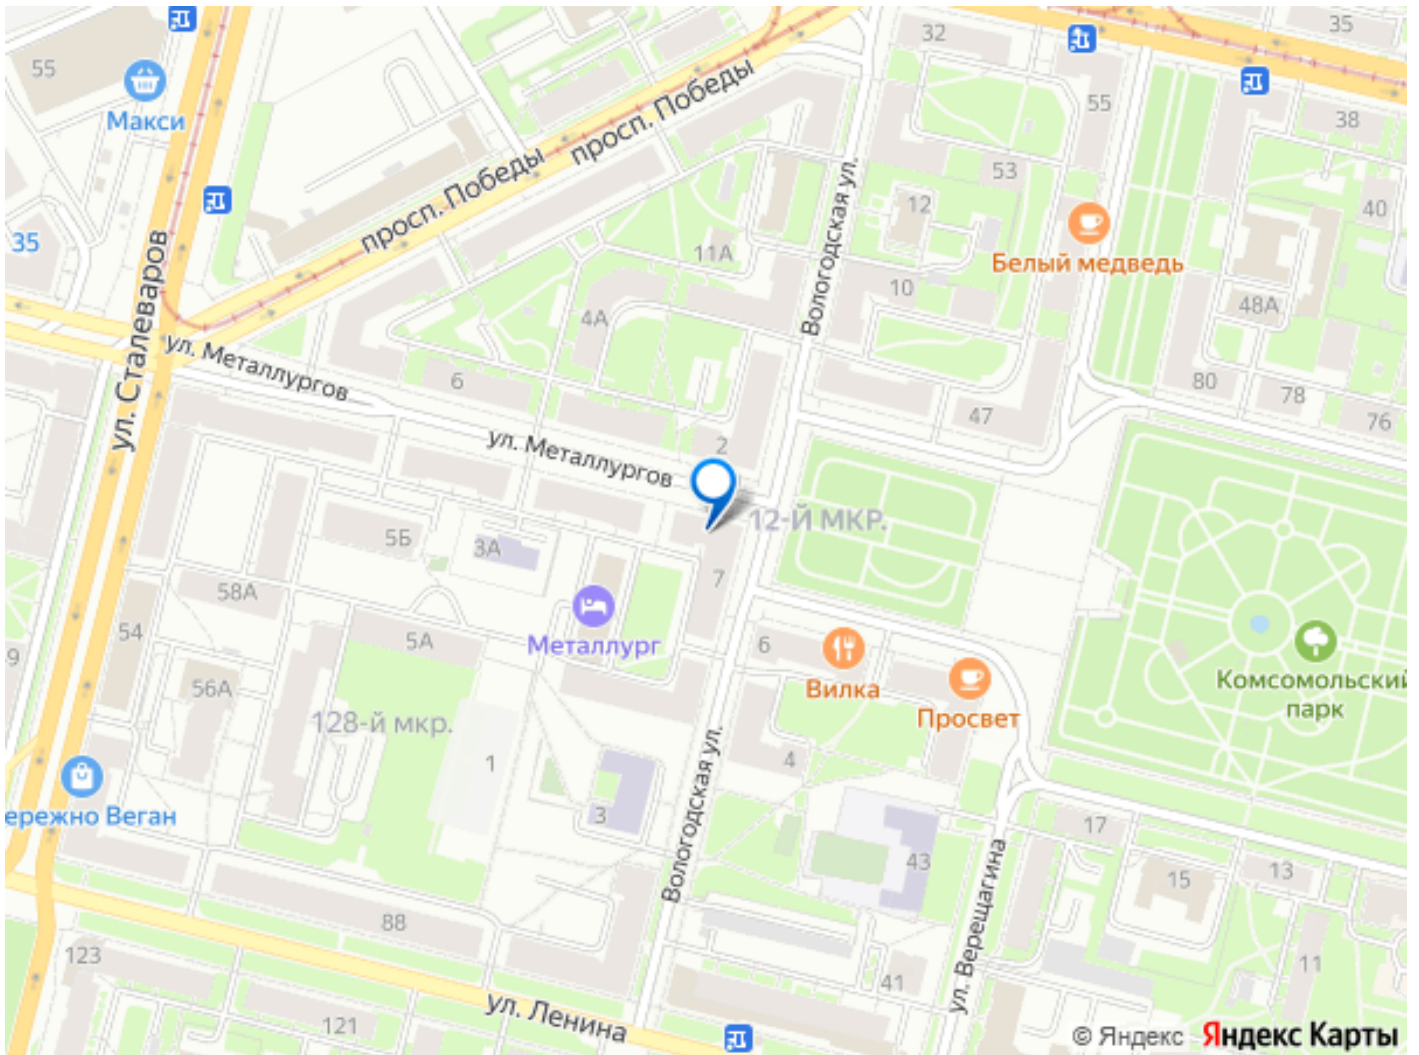 55
Макси
35
ул. Сталеваров
просп. Победы
просп. Победы
32
35
55
38
53
12
Вологодская ул.
Белый медведь
40
11А
10
48А
4А
ул. Металлургов
6
80
78
76
47
2
ул. Металлургов
12-Й МКР.
5Б
3А
7
58А
Металлург
54
5А
6
Вилка
Просвет
Комсомольский
парк
9
56А
128-й мкр.
1
4
Вологодская ул.
ережно Веган
3
17
43
13
15
88
ул. Верещагина
123
41
11
ул. Ленина
121
© Яндекс
Яндекс Карты